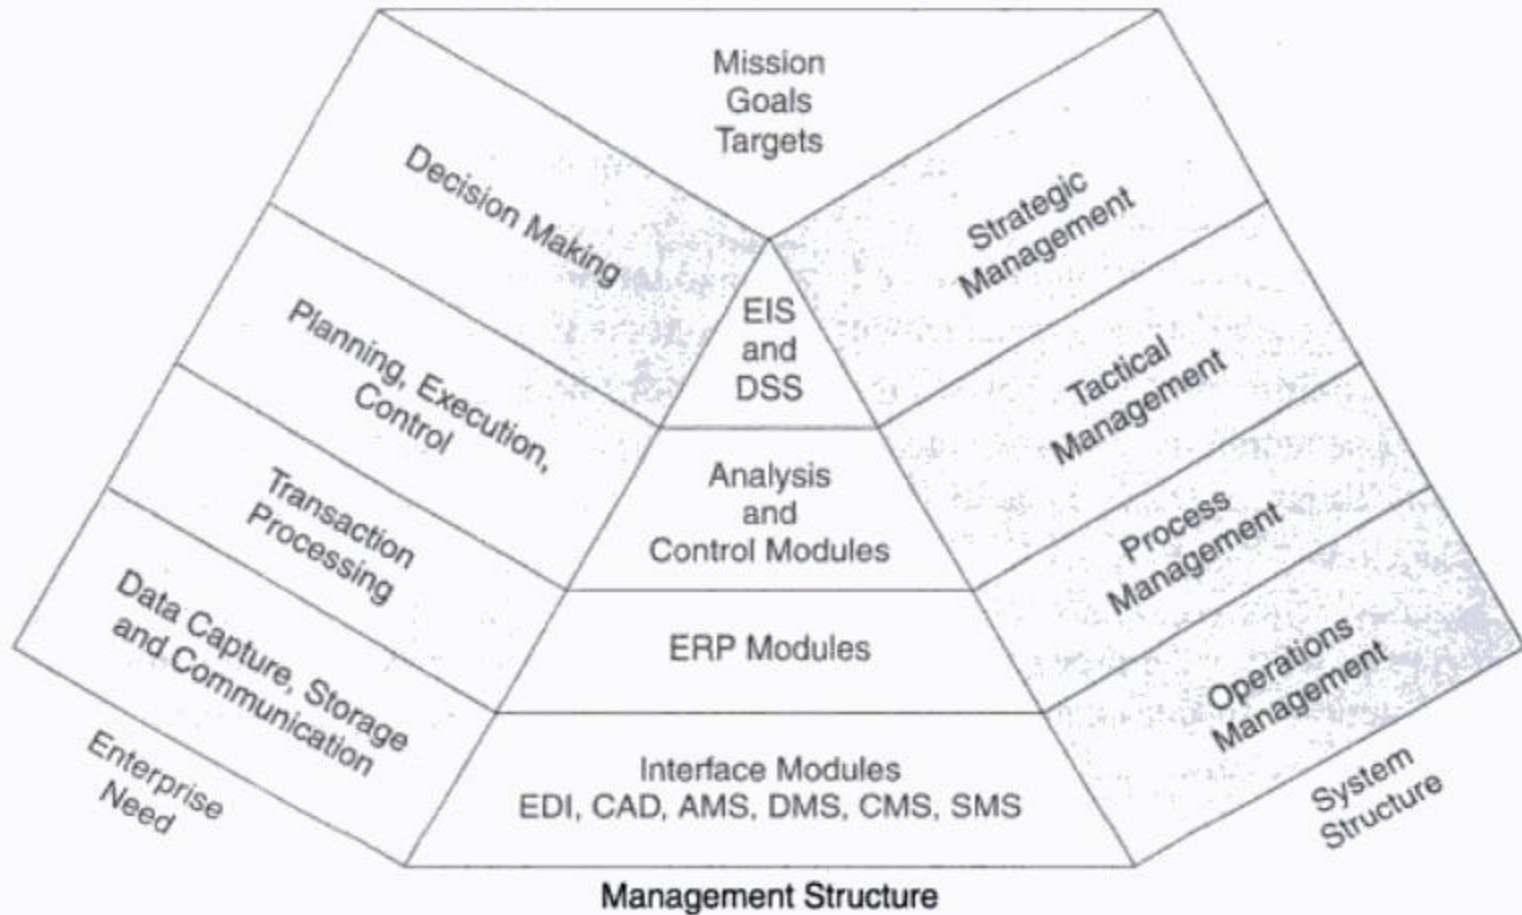 Mission
Goals
Targets
Decision Making
Planning, Execution,
Control
Transaction
Processing
Data Capture, Storage
and Communication
Enterprise
Need
EIS
and
DSS
Analysis
and
Control Modules
ERP Modules
Interface Modules
EDI, CAD, AMS, DMS, CMS, SMS
Management Structure
Strategic
Management
Tactical
Management
Process
Management
Operations
Management
System
Structure